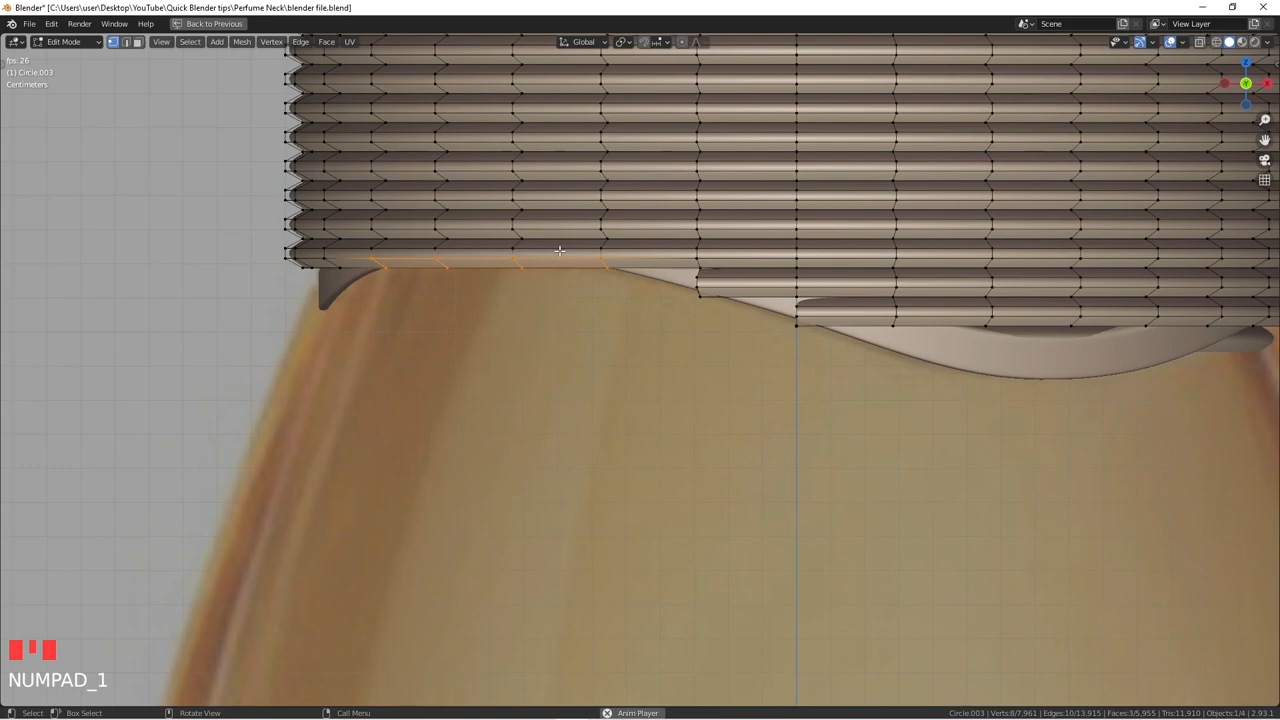 Blender* [C:\Users\user\Desktop\YouTube\Quick Blender tips\Perfume Neck\blender file.blend]
File Edit Render Window Help Back to Previous Scene View Layer
Edit Mode View Select Add Mesh Vertex Edge Face UV Global
fps: 26
(1) Circle.003
Centimeters
Z
Y
X
NUMPAD_1
Select Box Select Rotate View Call Menu Anim Player Circle.003 | Verts:8/7,961 | Edges:10/13,915 | Faces:3/5,955 | Tris:11,910 | Objects:1/4 | 2.93.1